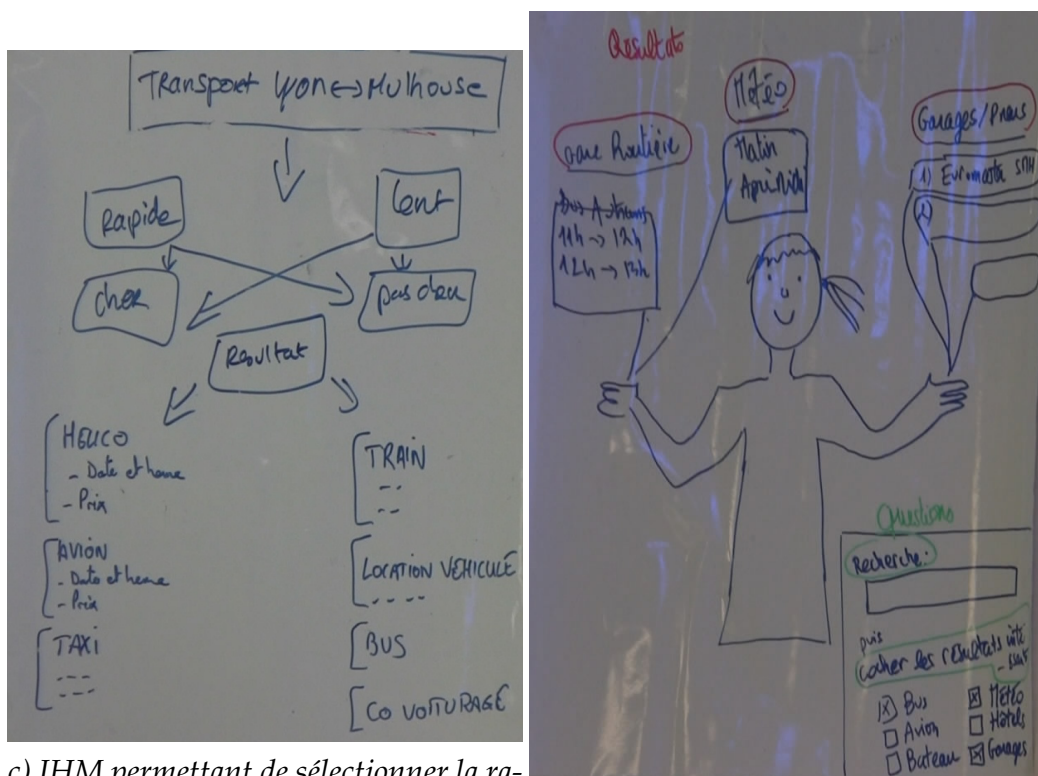 Transport Lyon <-> Mulhouse
Rapide
lent
cher
pas cher
Resultat
HELICO
- Date et heure
- Prix
AVION
- Date et heure
- Prix
TAXI
TRAIN
LOCATION VEHICULE
BUS
CO VOITURAGE
c) IHM permettant de sélectionner la ra-
Resultats
Gare Routière
11h -> 12h
12h -> 13h
Météo
Matin
Après Midi
Garages/Pneus
1) Euromaster SMH
2)
Questions
Recherche:
puis
cocher les résultats
Bus
Avion
Bateau
Météo
Hôtels
Garages